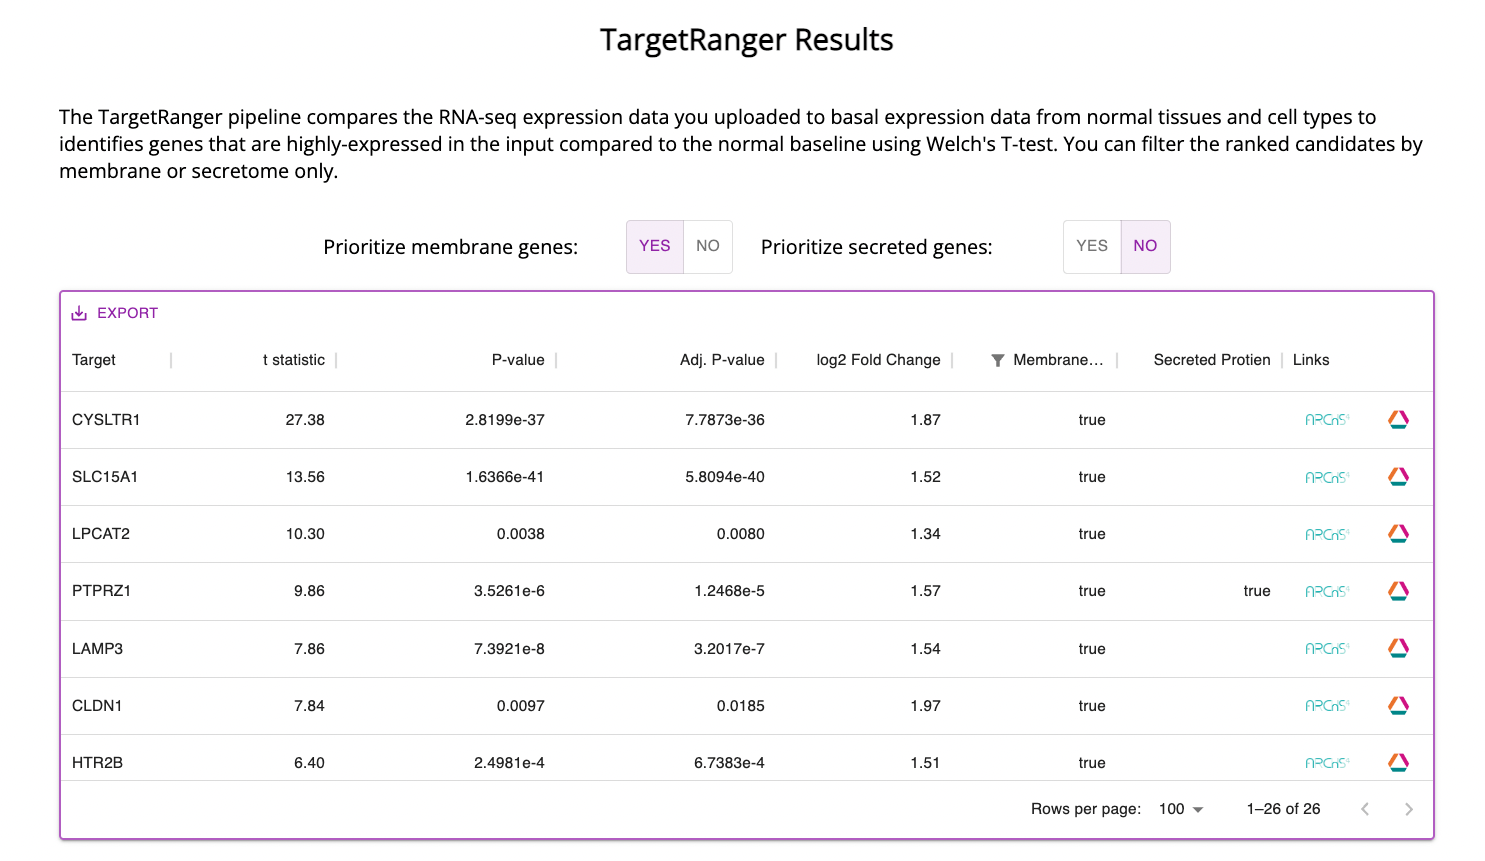 TargetRanger Results
The TargetRanger pipeline compares the RNA-seq expression data you uploaded to basal expression data from normal tissues and cell types to
identifies genes that are highly-expressed in the input compared to the normal baseline using Welch's T-test. You can filter the ranked candidates by
membrane or secretome only.
Prioritize membrane genes: YES NO Prioritize secreted genes: YES NO
EXPORT
Target t statistic P-value Adj. P-value log2 Fold Change Membrane... Secreted Protien Links
CYSLTR1 27.38 2.8199e-37 7.7873e-36 1.87 true
SLC15A1 13.56 1.6366e-41 5.8094e-40 1.52 true
LPCAT2 10.30 0.0038 0.0080 1.34 true
PTPRZ1 9.86 3.5261e-6 1.2468e-5 1.57 true true
LAMP3 7.86 7.3921e-8 3.2017e-7 1.54 true
CLDN1 7.84 0.0097 0.0185 1.97 true
HTR2B 6.40 2.4981e-4 6.7383e-4 1.51 true
Rows per page: 100 1–26 of 26